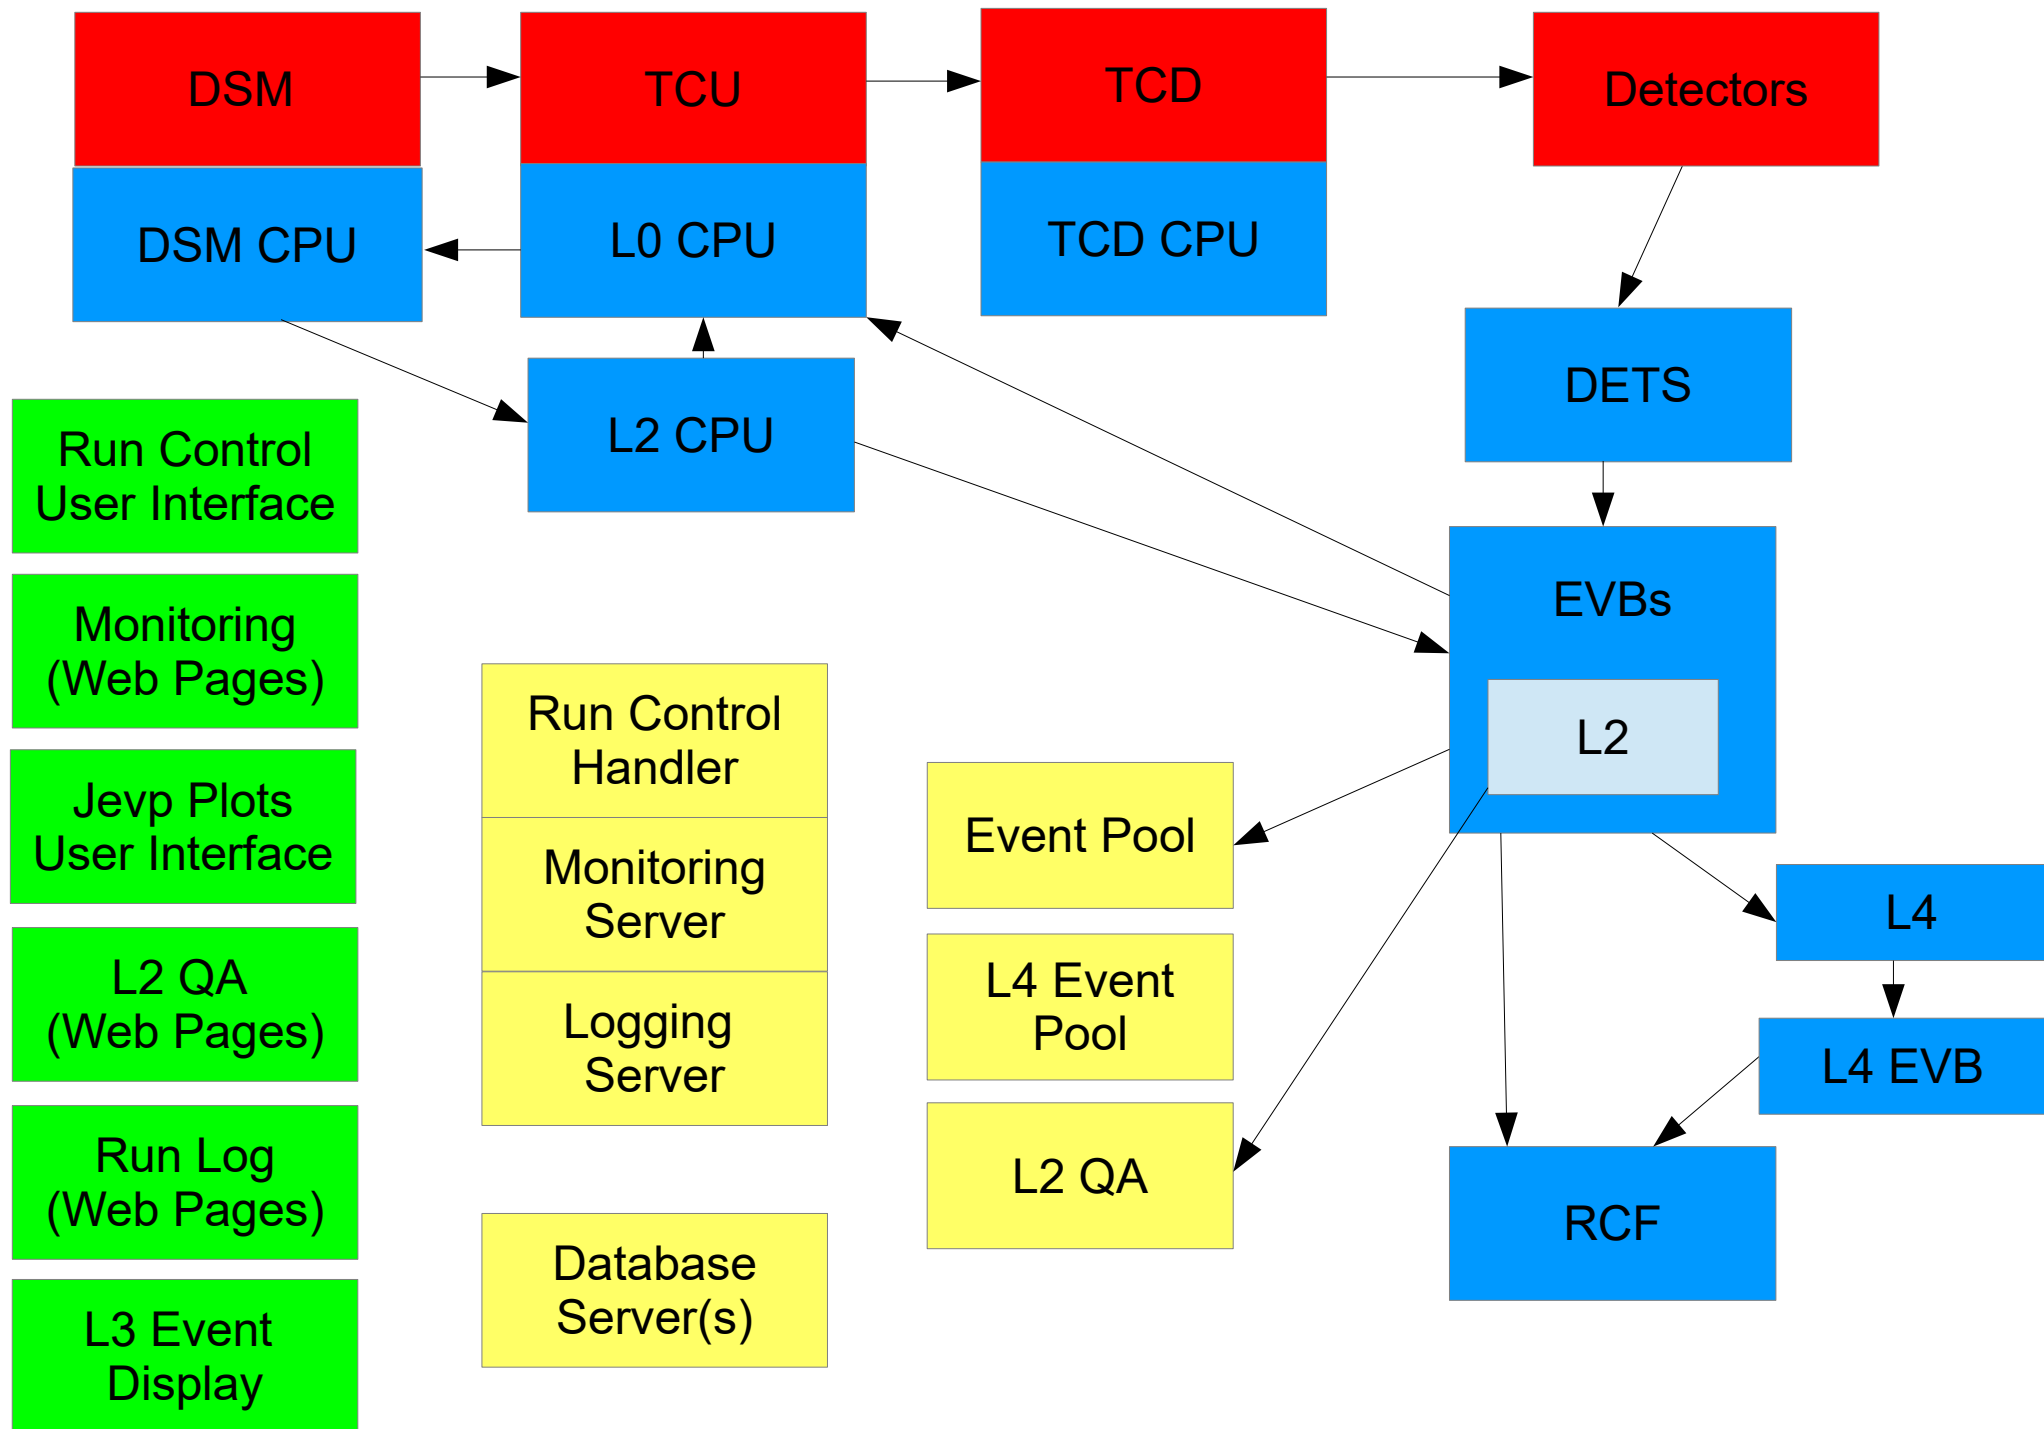 DSM
TCU
TCD
Detectors
DSM CPU
L0 CPU
TCD CPU
DETS
L2 CPU
Run Control
User Interface
Monitoring
(Web Pages)
Jevp Plots
User Interface
L2 QA
(Web Pages)
Run Log
(Web Pages)
L3 Event
Display
Run Control
Handler
Monitoring
Server
Logging
Server
Database
Server(s)
Event Pool
L4 Event
Pool
L2 QA
EVBs
L2
L4
L4 EVB
RCF